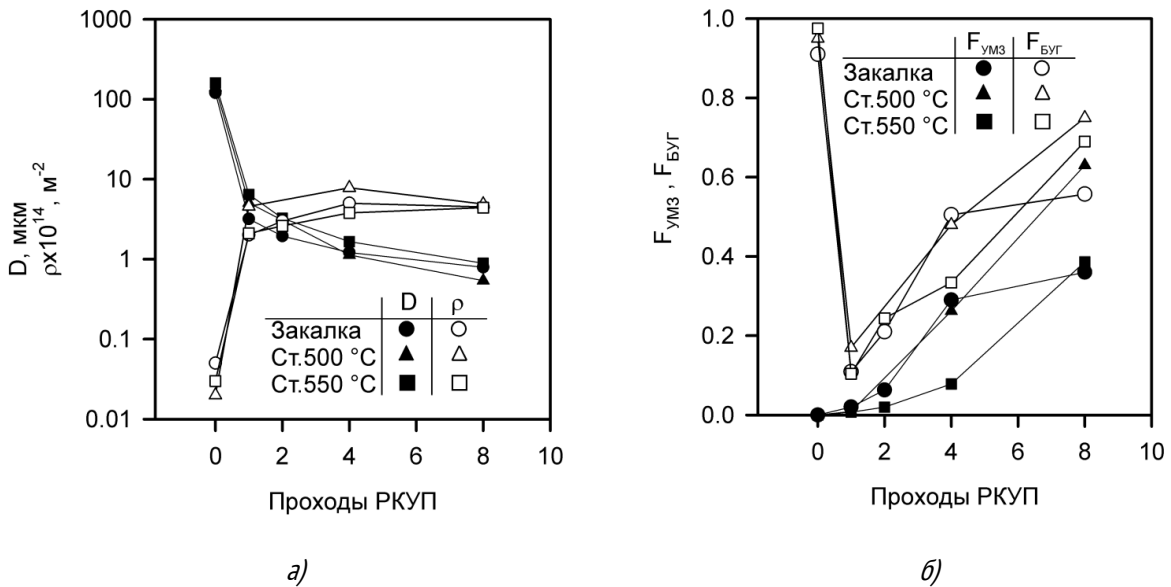 1000
100
10
1
0.1
0.01
D, мкм
ρx10¹⁴, м⁻²
D ρ
Закалка
Ст.500 °C
Ст.550 °C
0 2 4 6 8 10
Проходы РКУП
а)
1.0
0.8
0.6
0.4
0.2
0.0
F_УМЗ, F_БУГ
F_УМЗ F_БУГ
Закалка
Ст.500 °C
Ст.550 °C
0 2 4 6 8 10
Проходы РКУП
б)